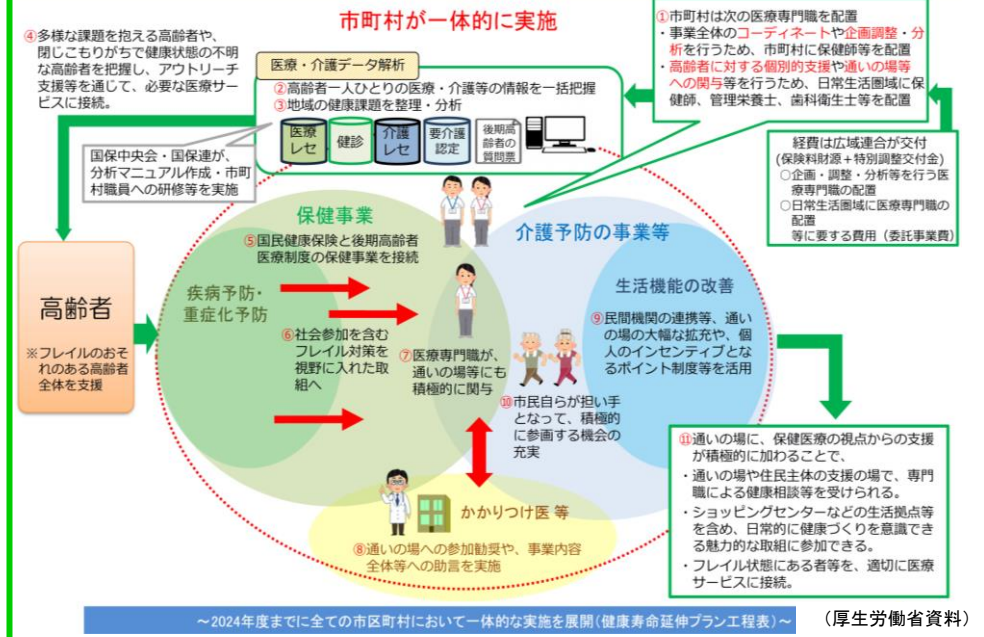 市町村が一体的に実施
①市町村は次の医療専門職を配置
・事業全体のコーディネートや企画調整・分
析を行うため、市町村に保健師等を配置
・高齢者に対する個別的支援や通いの場等
への関与等を行うため、日常生活圏域に保
健師、管理栄養士、歯科衛生士等を配置
④多様な課題を抱える高齢者や、
閉じこもりがちで健康状態の不明
な高齢者を把握し、アウトリーチ
支援等を通じて、必要な医療サー
ビスに接続。
医療・介護データ解析
②高齢者一人ひとりの医療・介護等の情報を一括把握
③地域の健康課題を整理・分析
医療
レセ
健診
介護
レセ
要介護
認定
後期高
齢者の
質問票
国保中央会・国保連が、
分析マニュアル作成・市町
村職員への研修等を実施
経費は広域連合が交付
(保険料財源+特別調整交付金)
○企画・調整・分析等を行う医
療専門職の配置
○日常生活圏域に医療専門職の
配置
等に要する費用(委託事業費)
高齢者
※フレイルのおそ
れのある高齢者
全体を支援
保健事業
⑤国民健康保険と後期高齢者
医療制度の保健事業を接続
疾病予防・
重症化予防
⑥社会参加を含む
フレイル対策を
視野に入れた取
組へ
⑦医療専門職が、
通いの場等にも
積極的に関与
介護予防の事業等
生活機能の改善
⑨民間機関の連携等、通い
の場の大幅な拡充や、個
人のインセンティブとな
るポイント制度等を活用
⑩市民自らが担い手
となって、積極的
に参画する機会の
充実
かかりつけ医 等
⑧通いの場への参加勧奨や、事業内容
全体等への助言を実施
⑪通いの場に、保健医療の視点からの支援
が積極的に加わることで、
・通いの場や住民主体の支援の場で、専門
職による健康相談等を受けられる。
・ショッピングセンターなどの生活拠点等
を含め、日常的に健康づくりを意識でき
る魅力的な取組に参加できる。
・フレイル状態にある者等を、適切に医療
サービスに接続。
~2024年度までに全ての市区町村において一体的な実施を展開(健康寿命延伸プラン工程表)~
(厚生労働省資料)